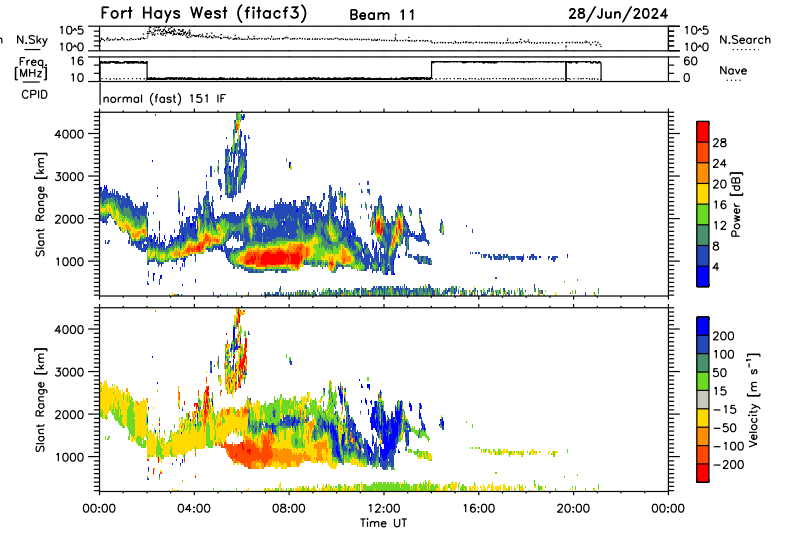 Fort Hays West (fitacf3) Beam 11 28/Jun/2024
N.Sky 10^5 10^0 10^5 10^0 N.Search
Freq. [MHz] 16 10 60 0 Nave
CPID normal (fast) 151 IF
Slant Range [km] 4000 3000 2000 1000
Power [dB] 28 24 20 16 12 8 4
Slant Range [km] 4000 3000 2000 1000
Velocity [m s⁻¹] 200 100 50 15 −15 −50 −100 −200
00:00 04:00 08:00 12:00 16:00 20:00 00:00
Time UT